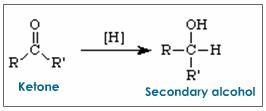 O
[H]
R R'
Ketone
OH
R-C-H
R'
Secondary alcohol